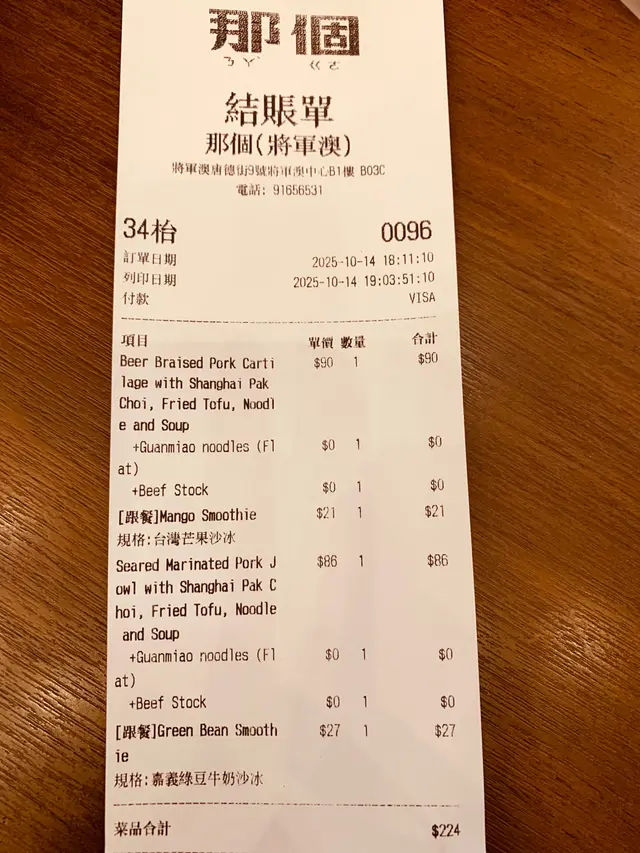 那個
ㄋㄚˋ ㄍㄜ
結賬單
那個(將軍澳)
將軍澳唐德街9號將軍澳中心B1樓 B03C
電話: 91656531
34枱 0096
訂單日期 2025-10-14 18:11:10
列印日期 2025-10-14 19:03:51:10
付款 VISA
項目 單價 數量 合計
Beer Braised Pork Carti $90 1 $90
lage with Shanghai Pak
Choi, Fried Tofu, Noodl
e and Soup
+Guanmiao noodles (Fl $0 1 $0
at)
+Beef Stock $0 1 $0
[跟餐]Mango Smoothie $21 1 $21
規格:台灣芒果沙冰
Seared Marinated Pork J $86 1 $86
owl with Shanghai Pak C
hoi, Fried Tofu, Noodle
and Soup
+Guanmiao noodles (Fl $0 1 $0
at)
+Beef Stock $0 1 $0
[跟餐]Green Bean Smooth $27 1 $27
ie
規格:嘉義綠豆牛奶沙冰
菜品合計 $224